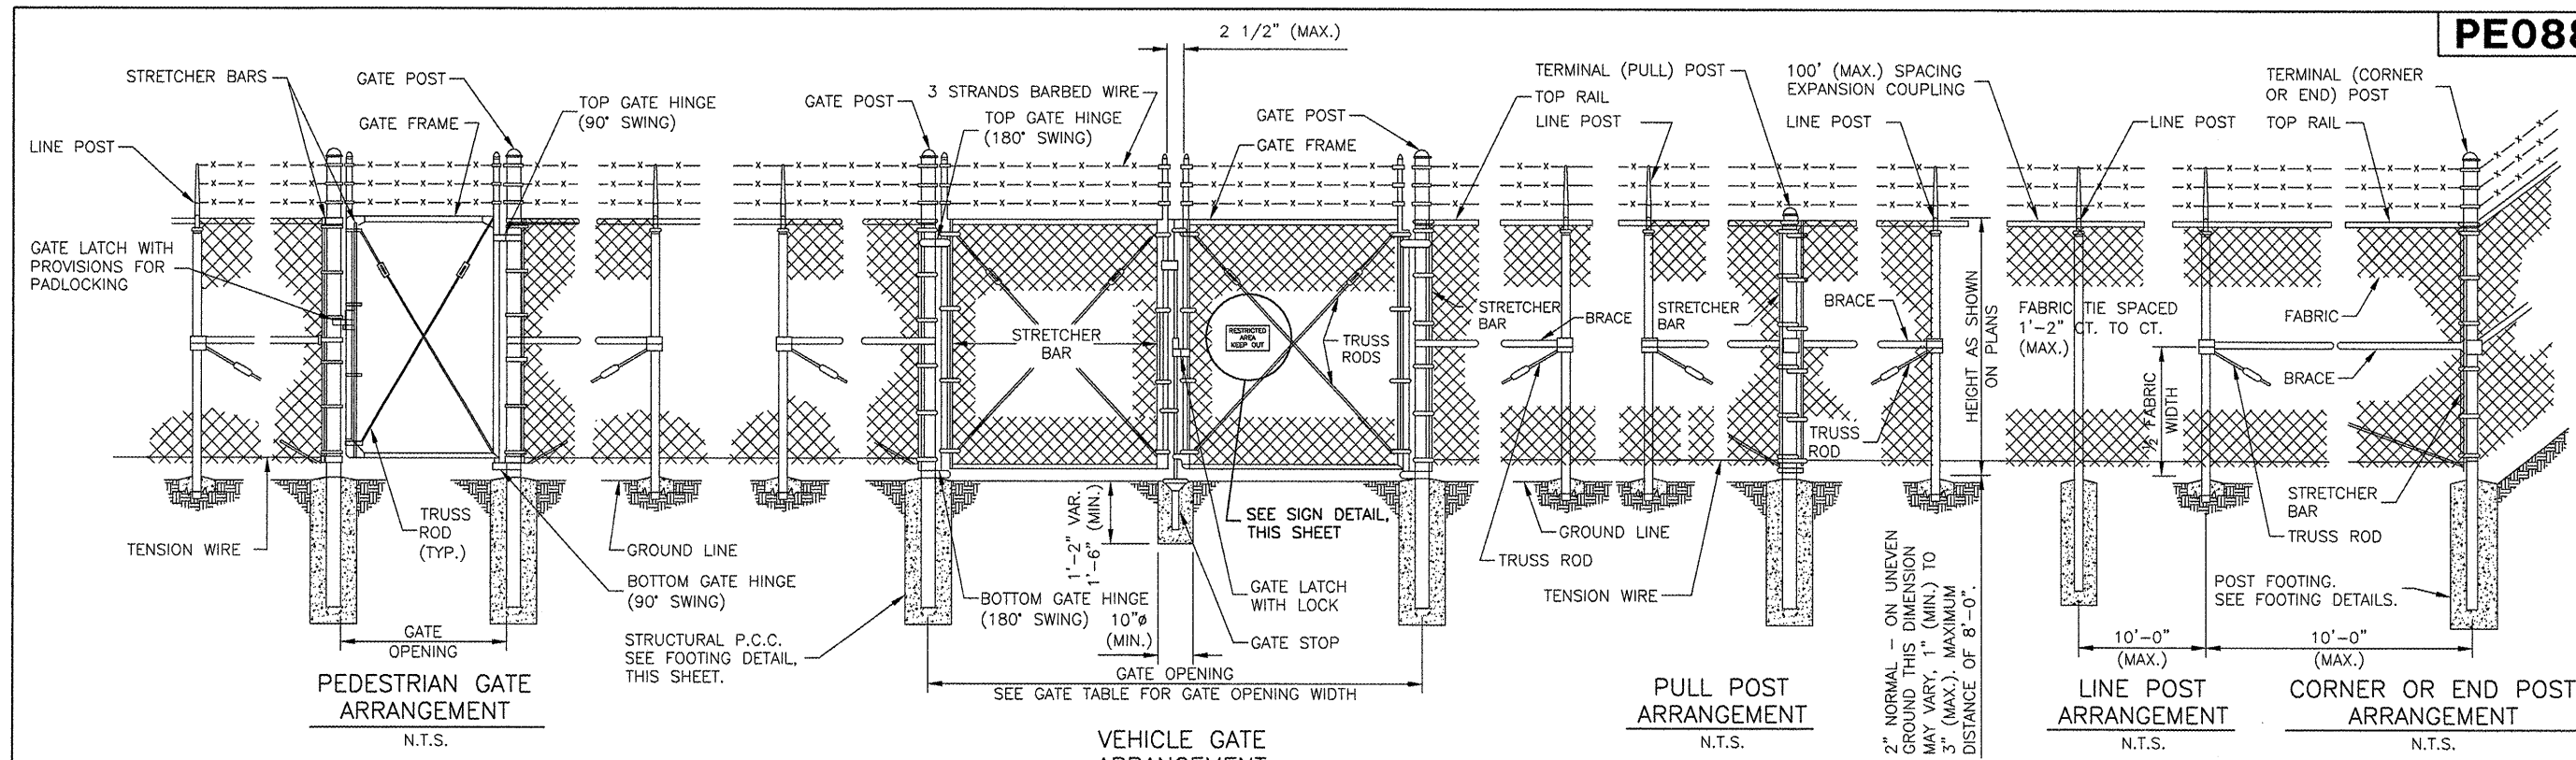 2 1/2" (MAX.)
PE088
STRETCHER BARS
GATE POST
TOP GATE HINGE
(90° SWING)
GATE FRAME
LINE POST
GATE LATCH WITH
PROVISIONS FOR
PADLOCKING
TENSION WIRE
TRUSS
ROD
(TYP.)
GATE
OPENING
PEDESTRIAN GATE
ARRANGEMENT
N.T.S.
GROUND LINE
BOTTOM GATE HINGE
(90° SWING)
STRUCTURAL P.C.C.
SEE FOOTING DETAIL,
THIS SHEET.
GATE POST
3 STRANDS BARBED WIRE
TOP GATE HINGE
(180° SWING)
GATE POST
GATE FRAME
STRETCHER
BAR
RESTRICTED
AREA
KEEP OUT
TRUSS
RODS
STRETCHER
BAR
1'-2" VAR.
1'-6" (MIN.)
SEE SIGN DETAIL,
THIS SHEET
BOTTOM GATE HINGE
(180° SWING)
10"ø
(MIN.)
GATE LATCH
WITH LOCK
GATE STOP
GATE OPENING
SEE GATE TABLE FOR GATE OPENING WIDTH
VEHICLE GATE
ARRANGEMENT
TERMINAL (PULL) POST
TOP RAIL
LINE POST
BRACE
STRETCHER
BAR
BRACE
TRUSS
ROD
GROUND LINE
TRUSS ROD
TENSION WIRE
PULL POST
ARRANGEMENT
N.T.S.
100' (MAX.) SPACING
EXPANSION COUPLING
LINE POST
HEIGHT AS SHOWN
ON PLANS
2" NORMAL – ON UNEVEN
GROUND THIS DIMENSION
MAY VARY, 1" (MIN.) TO
3" (MAX.). MAXIMUM
DISTANCE OF 8'-0".
LINE POST
FABRIC TIE SPACED
1'-2" CT. TO CT.
(MAX.)
1/2 FABRIC
WIDTH
10'-0"
(MAX.)
LINE POST
ARRANGEMENT
N.T.S.
TERMINAL (CORNER
OR END) POST
TOP RAIL
FABRIC
BRACE
STRETCHER
BAR
TRUSS ROD
POST FOOTING.
SEE FOOTING DETAILS.
10'-0"
(MAX.)
CORNER OR END POST
ARRANGEMENT
N.T.S.